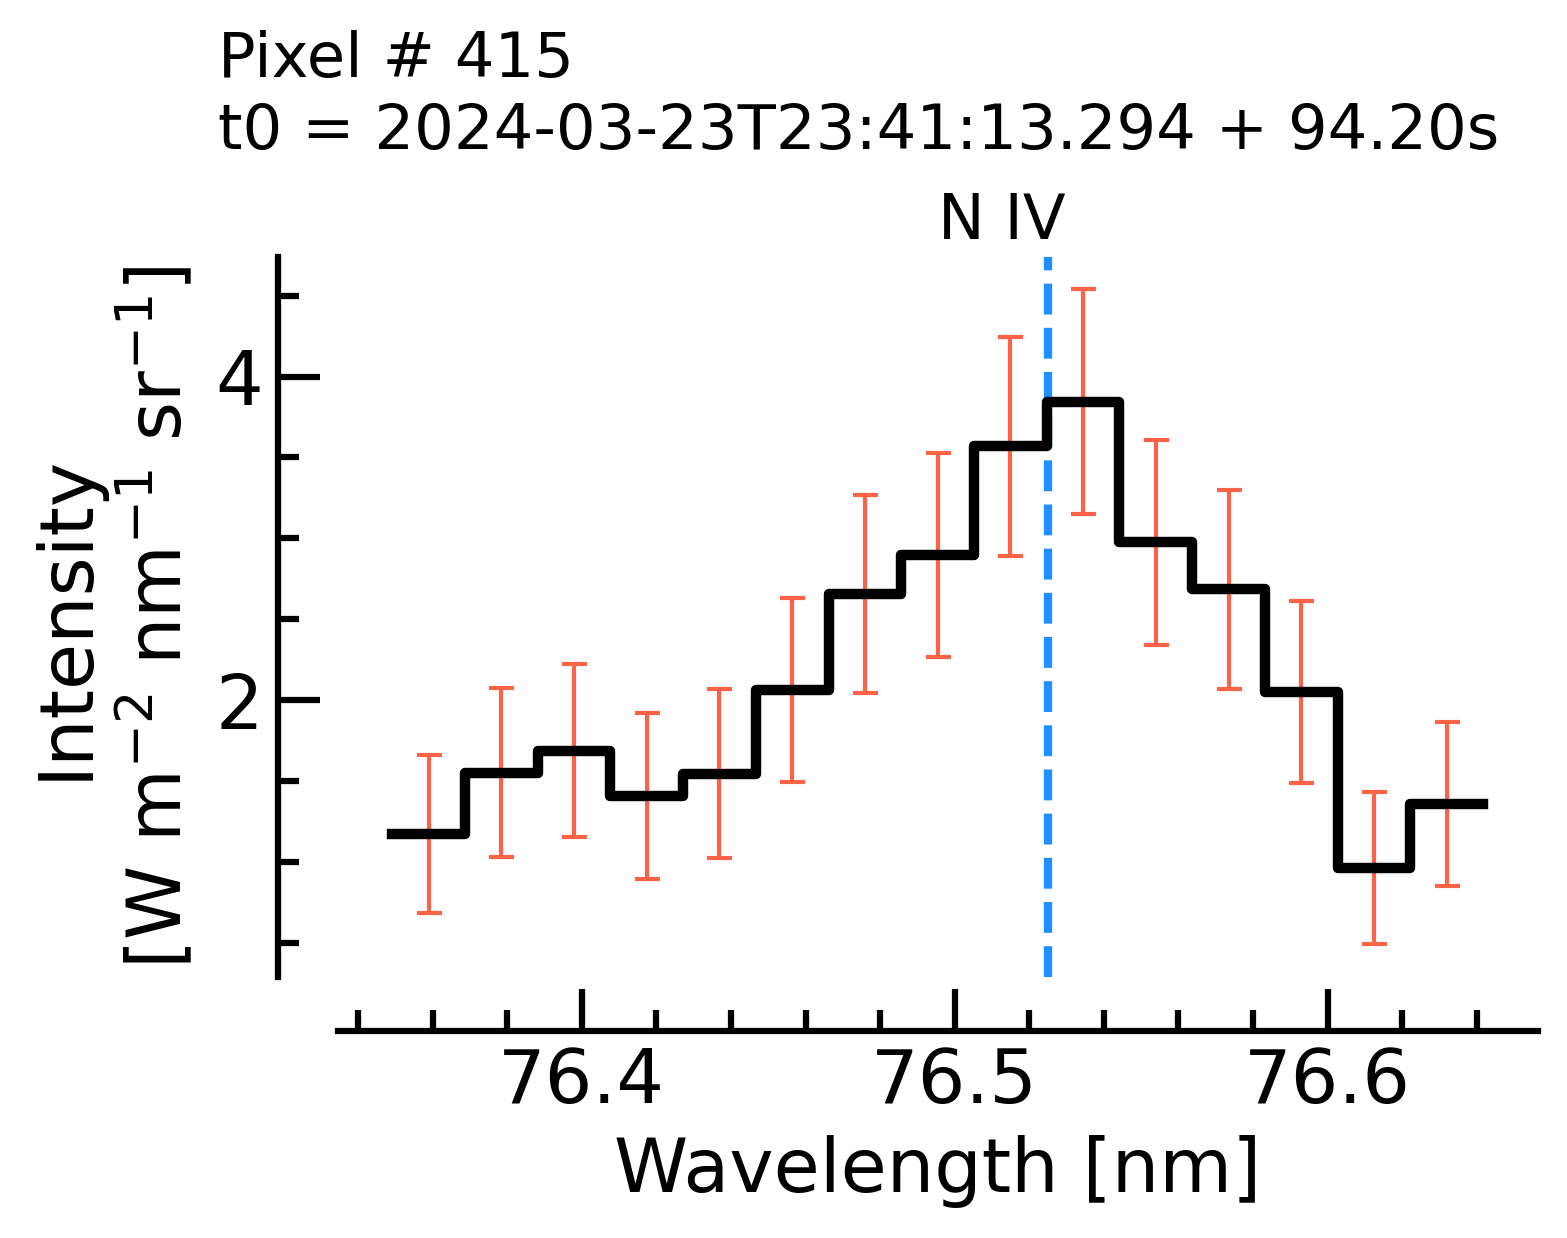 Pixel # 415
t0 = 2024-03-23T23:41:13.294 + 94.20s
N IV
Intensity
[W m⁻² nm⁻¹ sr⁻¹]
4
2
76.4 76.5 76.6
Wavelength [nm]